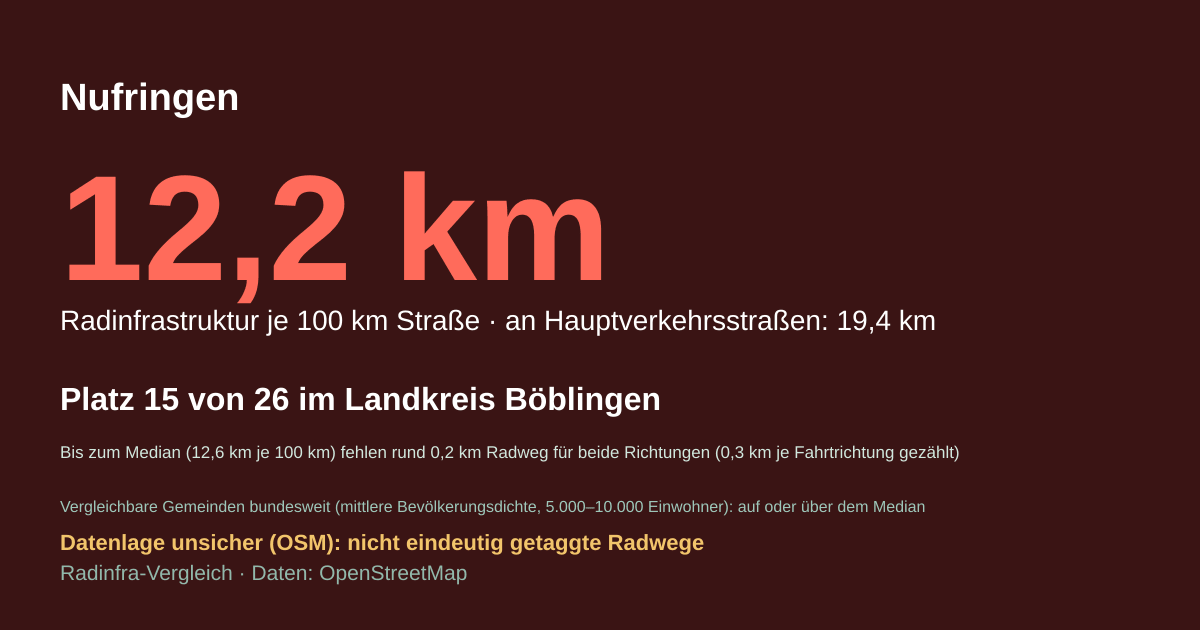 Nufringen
12,2 km
Radinfrastruktur je 100 km Straße · an Hauptverkehrsstraßen: 19,4 km
Platz 15 von 26 im Landkreis Böblingen
Bis zum Median (12,6 km je 100 km) fehlen rund 0,2 km Radweg für beide Richtungen (0,3 km je Fahrtrichtung gezählt)
Vergleichbare Gemeinden bundesweit (mittlere Bevölkerungsdichte, 5.000–10.000 Einwohner): auf oder über dem Median
Datenlage unsicher (OSM): nicht eindeutig getaggte Radwege
Radinfra-Vergleich · Daten: OpenStreetMap